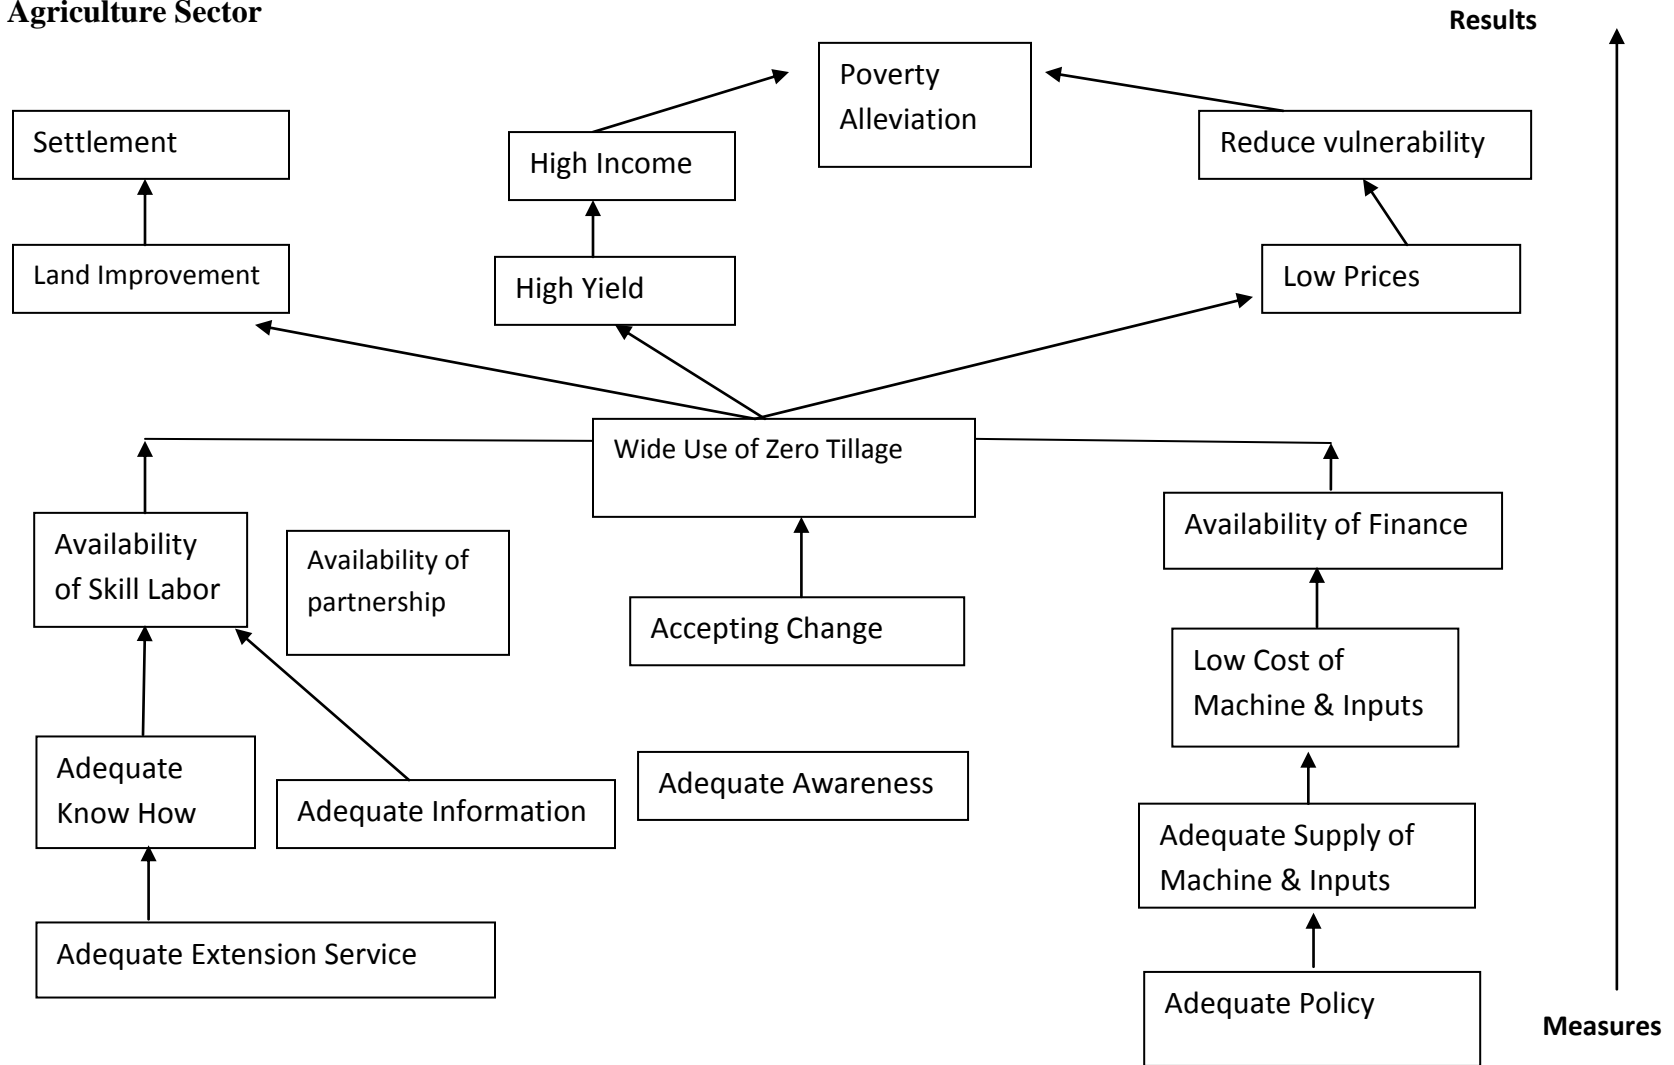 Agriculture Sector
Results
Poverty
Alleviation
Settlement
High Income
Reduce vulnerability
Land Improvement
High Yield
Low Prices
Wide Use of Zero Tillage
Availability
of Skill Labor
Availability of
partnership
Accepting Change
Availability of Finance
Low Cost of
Machine & Inputs
Adequate
Know How
Adequate Information
Adequate Awareness
Adequate Supply of
Machine & Inputs
Adequate Extension Service
Adequate Policy
Measures